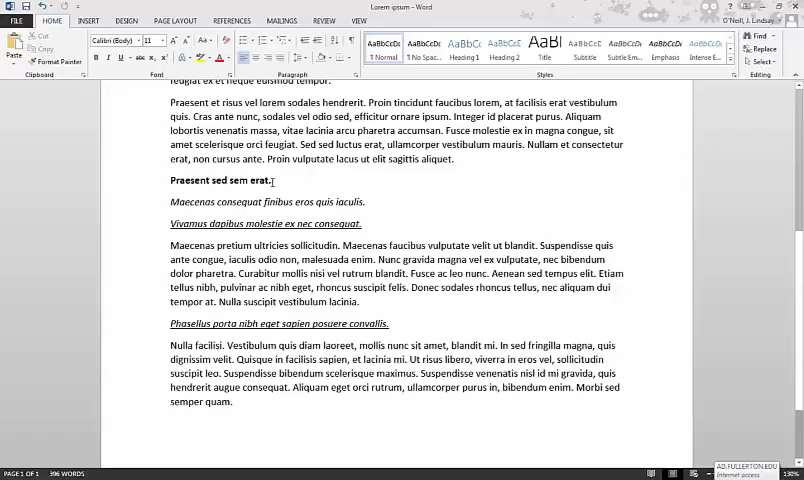 Lorem ipsum - Word
FILE HOME INSERT DESIGN PAGE LAYOUT REFERENCES MAILINGS REVIEW VIEW
O'Neil, J. Lindsay
Cut
Copy
Paste
Format Painter
Clipboard
Calibri (Body) 11
Font
Paragraph
AaBbCcDc AaBbCcDc AaBbCc AaBbCcC AaBl AaBbCcD AaBbCcDc AaBbCcDc AaBbCcDc
¶ Normal ¶ No Spac... Heading 1 Heading 2 Title Subtitle Subtle Em... Emphasis Intense E...
Styles
Find
Replace
Select
Editing
feugiat ex et neque euismod tempor.
Praesent et risus vel lorem sodales hendrerit. Proin tincidunt faucibus lorem, at facilisis erat vestibulum
quis. Cras ante nunc, sodales vel odio sed, efficitur ornare ipsum. Integer id placerat purus. Aliquam
lobortis venenatis massa, vitae lacinia arcu pharetra accumsan. Fusce molestie ex in magna congue, sit
amet scelerisque orci feugiat. Sed sed luctus erat, ullamcorper vestibulum mauris. Nullam et consectetur
erat, non cursus ante. Proin vulputate lacus ut elit sagittis aliquet.
Praesent sed sem erat.
Maecenas consequat finibus eros quis iaculis.
Vivamus dapibus molestie ex nec consequat.
Maecenas pretium ultricies sollicitudin. Maecenas faucibus vulputate velit ut blandit. Suspendisse quis
ante congue, iaculis odio non, malesuada enim. Nunc gravida magna vel ex vulputate, nec bibendum
dolor pharetra. Curabitur mollis nisi vel rutrum blandit. Fusce ac leo nunc. Aenean sed tempus elit. Etiam
tellus nibh, pulvinar ac nibh eget, rhoncus suscipit felis. Donec sodales rhoncus tellus, nec aliquam dui
tempor at. Nulla suscipit vestibulum lacinia.
Phasellus porta nibh eget sapien posuere convallis.
Nulla facilisi. Vestibulum quis diam laoreet, mollis nunc sit amet, blandit mi. In sed fringilla magna, quis
dignissim velit. Quisque in facilisis sapien, et lacinia mi. Ut risus libero, viverra in eros vel, sollicitudin
suscipit leo. Suspendisse bibendum scelerisque maximus. Suspendisse venenatis nisl id mi gravida, quis
hendrerit augue consequat. Aliquam eget orci rutrum, ullamcorper purus in, bibendum enim. Morbi sed
semper quam.
PAGE 1 OF 1 396 WORDS
AD.FULLERTON.EDU
Internet access
130%